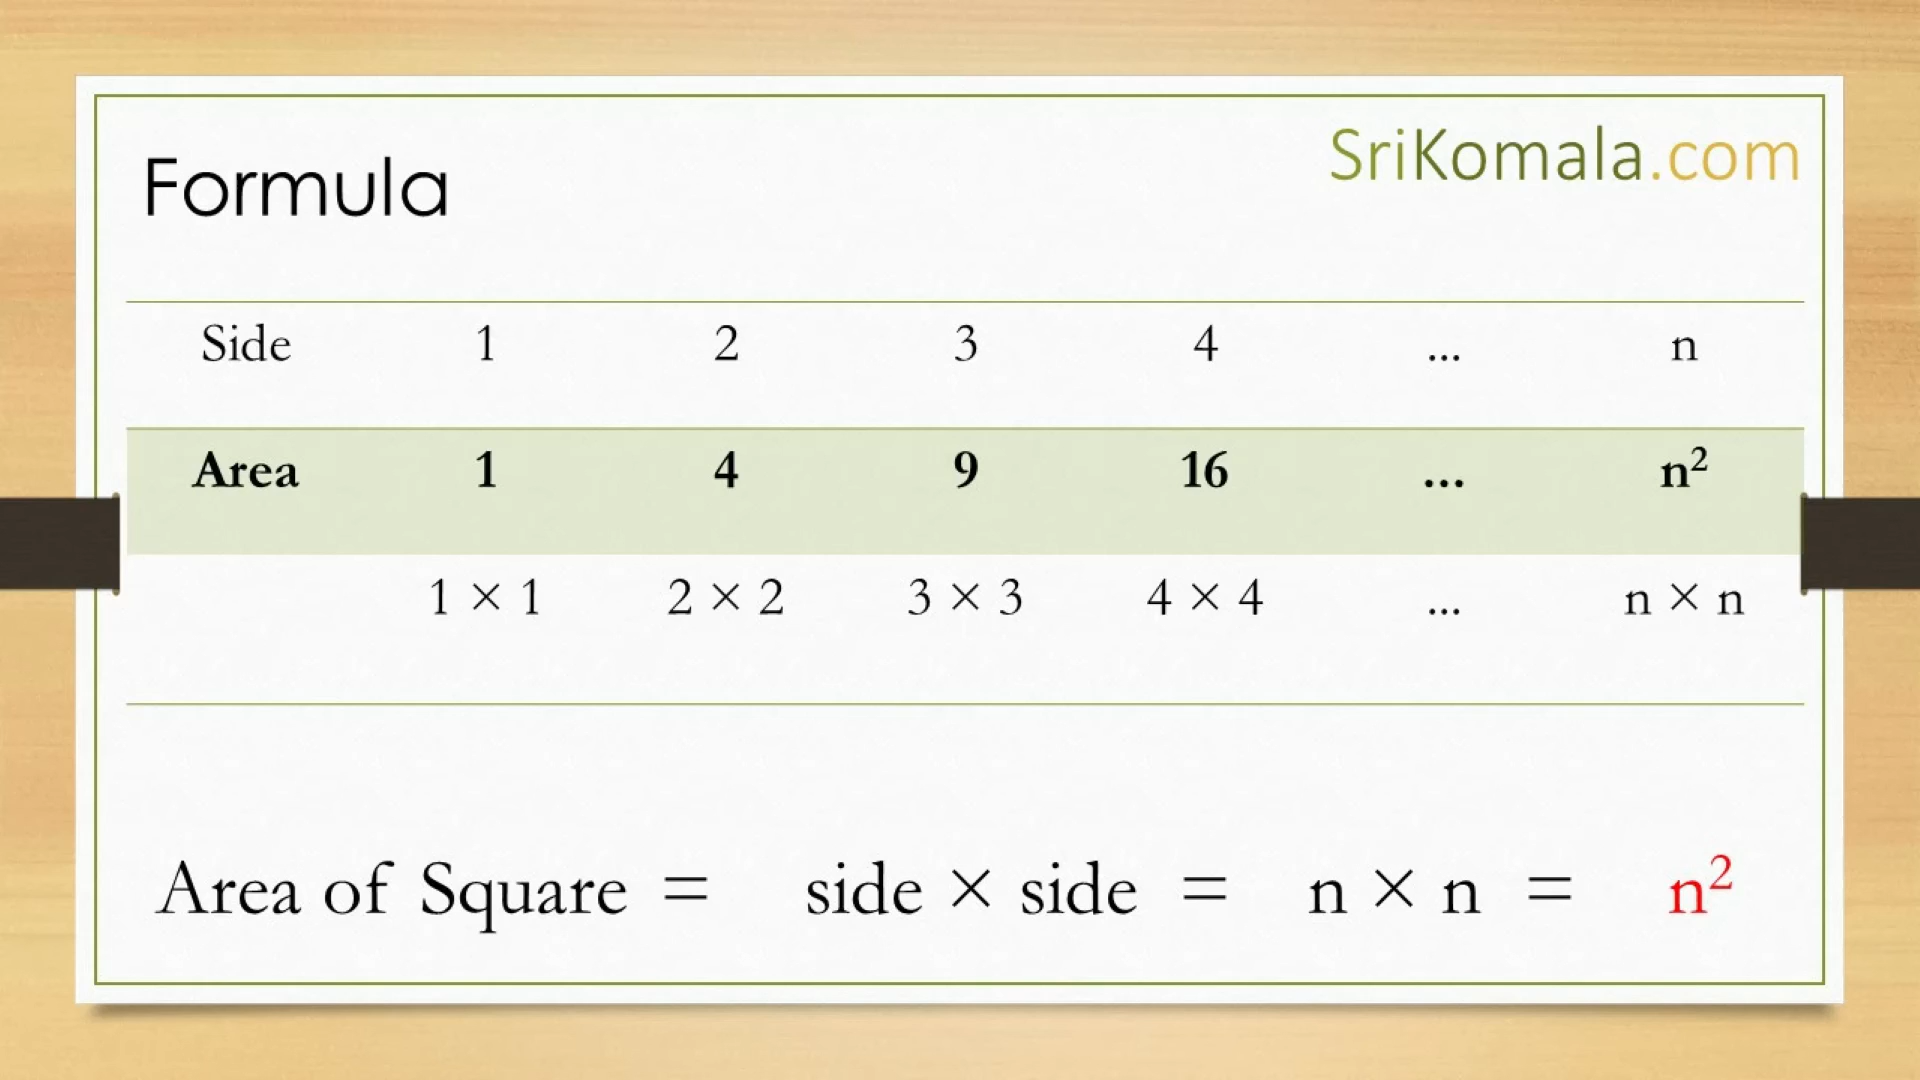 Formula
SriKomala.com
Side 1 2 3 4 ... n
Area 1 4 9 16 ... n²
1 × 1 2 × 2 3 × 3 4 × 4 ... n × n
Area of Square = side × side = n × n = n²